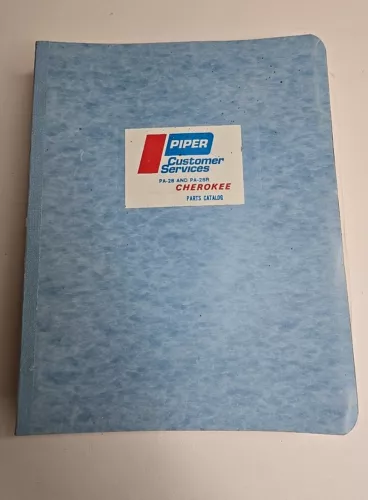 PIPER
Customer
Services
PA-28 AND PA-28R
CHEROKEE
PARTS CATALOG